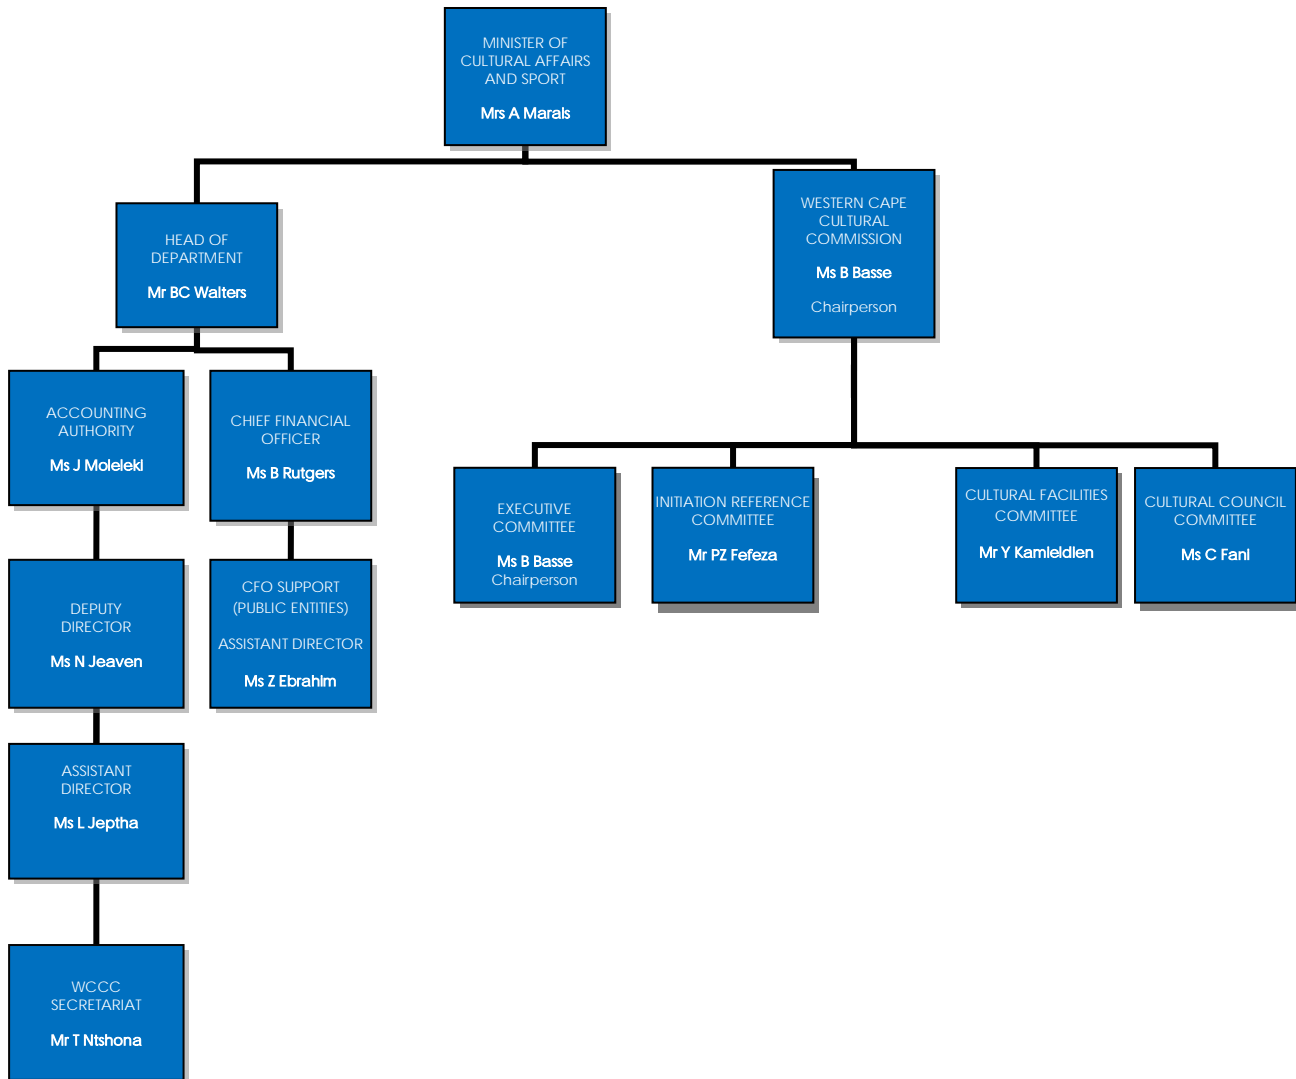 MINISTER OF
CULTURAL AFFAIRS
AND SPORT
Mrs A Marais
WESTERN CAPE
CULTURAL
COMMISSION
Ms B Basse
Chairperson
HEAD OF
DEPARTMENT
Mr BC Walters
ACCOUNTING
AUTHORITY
Ms J Moleleki
CHIEF FINANCIAL
OFFICER
Ms B Rutgers
EXECUTIVE
COMMITTEE
Ms B Basse
Chairperson
INITIATION REFERENCE
COMMITTEE
Mr PZ Fefeza
CULTURAL FACILITIES
COMMITTEE
Mr Y Kamieldien
CULTURAL COUNCIL
COMMITTEE
Ms C Fani
DEPUTY
DIRECTOR
Ms N Jeaven
CFO SUPPORT
(PUBLIC ENTITIES)
ASSISTANT DIRECTOR
Ms Z Ebrahim
ASSISTANT
DIRECTOR
Ms L Jeptha
WCCC
SECRETARIAT
Mr T Ntshona